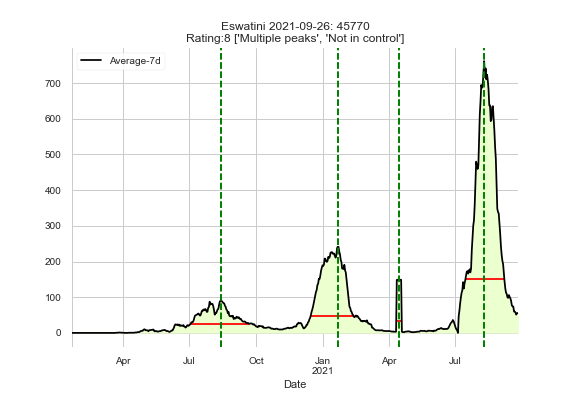 Eswatini 2021-09-26: 45770
Rating:8 ['Multiple peaks', 'Not in control']
Average-7d
700
600
500
400
300
200
100
0
Apr
Jul
Oct
Jan
2021
Apr
Jul
Date